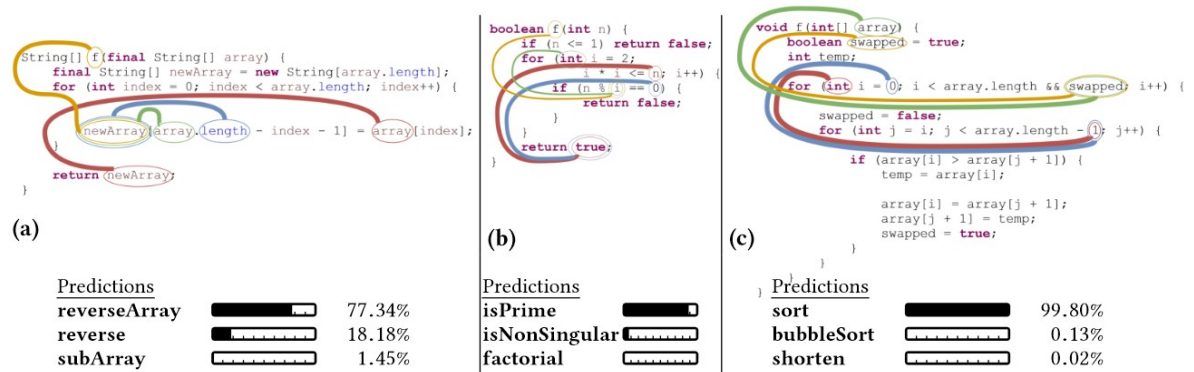 String[] f(final String[] array) {
final String[] newArray = new String[array.length];
for (int index = 0; index < array.length; index++) {
newArray[array.length - index - 1] = array[index];
}
return newArray;
}
(a)
Predictions
reverseArray 77.34%
reverse 18.18%
subArray 1.45%
boolean f(int n) {
if (n <= 1) return false;
for (int i = 2;
i * i <= n; i++) {
if (n % i == 0) {
return false;
}
}
return true;
}
(b)
Predictions
isPrime
isNonSingular
factorial
void f(int[] array) {
boolean swapped = true;
int temp;
for (int i = 0; i < array.length && swapped; i++) {
swapped = false;
for (int j = i; j < array.length - 1; j++) {
if (array[i] > array[j + 1]) {
temp = array[i];
array[i] = array[j + 1];
array[j + 1] = temp;
swapped = true;
}
}
}
}
(c)
Predictions
sort 99.80%
bubbleSort 0.13%
shorten 0.02%